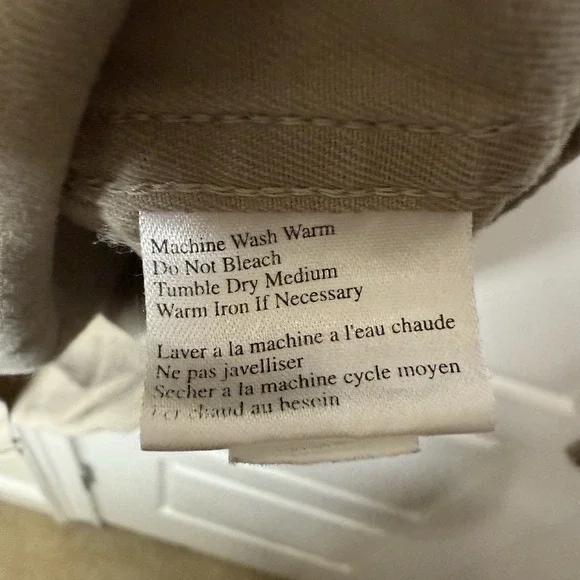 Machine Wash Warm
Do Not Bleach
Tumble Dry Medium
Warm Iron If Necessary
Laver a la machine a l'eau chaude
Ne pas javelliser
Secher a la machine cycle moyen
Fer chaud au besoin